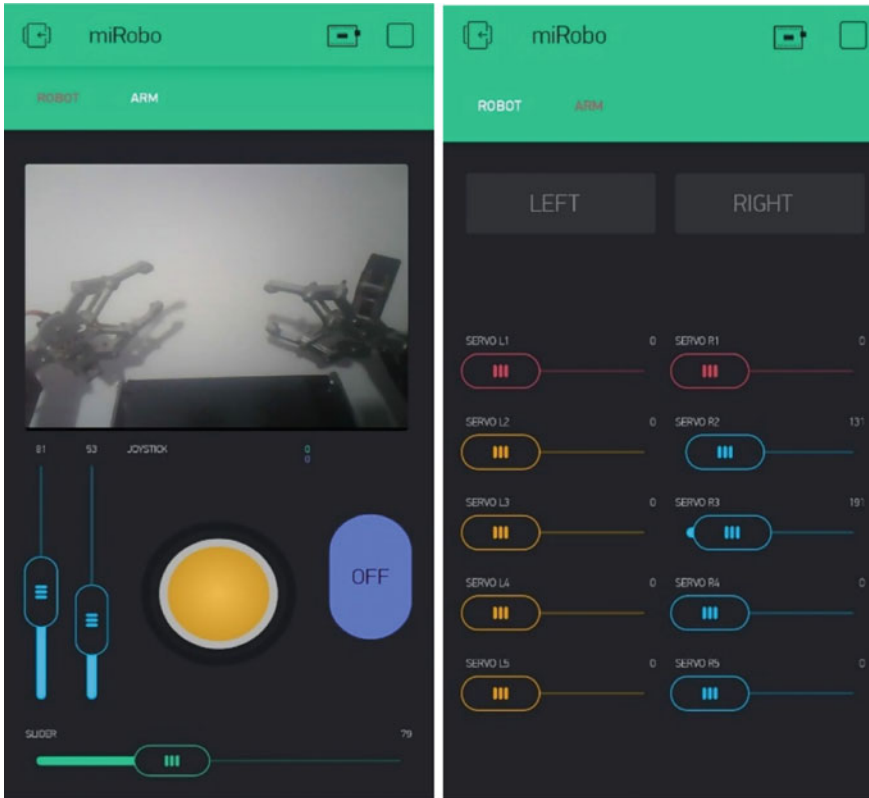 miRobo
ROBOT ARM
81 53 JOYSTICK 0
0
OFF
SLIDER 79
miRobo
ROBOT ARM
LEFT RIGHT
SERVO L1 0 SERVO R1 0
SERVO L2 0 SERVO R2 131
SERVO L3 0 SERVO R3 191
SERVO L4 0 SERVO R4 0
SERVO L5 0 SERVO R5 0